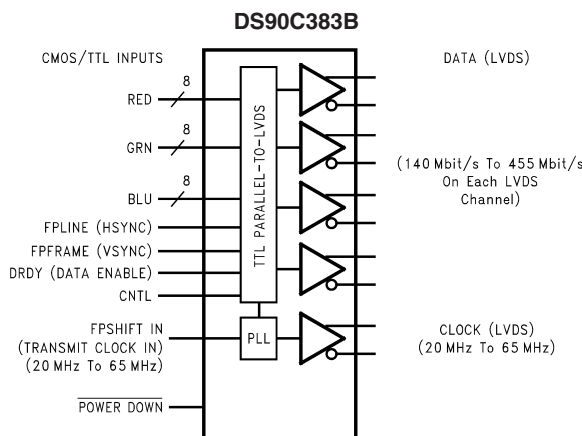 DS90C383B
CMOS/TTL INPUTS
DATA (LVDS)
8
RED
8
GRN
(140 Mbit/s To 455 Mbit/s
On Each LVDS
Channel)
8
BLU
TTL PARALLEL-TO-LVDS
FPLINE (HSYNC)
FPFRAME (VSYNC)
DRDY (DATA ENABLE)
CNTL
FPSHIFT IN
(TRANSMIT CLOCK IN)
(20 MHz To 65 MHz)
PLL
CLOCK (LVDS)
(20 MHz To 65 MHz)
POWER DOWN